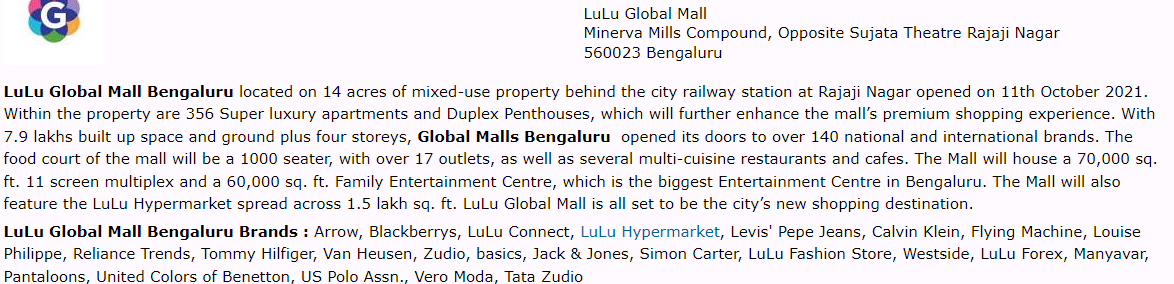 G
LuLu Global Mall
Minerva Mills Compound, Opposite Sujata Theatre Rajaji Nagar
560023 Bengaluru
LuLu Global Mall Bengaluru located on 14 acres of mixed-use property behind the city railway station at Rajaji Nagar opened on 11th October 2021.
Within the property are 356 Super luxury apartments and Duplex Penthouses, which will further enhance the mall's premium shopping experience. With
7.9 lakhs built up space and ground plus four storeys, Global Malls Bengaluru opened its doors to over 140 national and international brands. The
food court of the mall will be a 1000 seater, with over 17 outlets, as well as several multi-cuisine restaurants and cafes. The Mall will house a 70,000 sq.
ft. 11 screen multiplex and a 60,000 sq. ft. Family Entertainment Centre, which is the biggest Entertainment Centre in Bengaluru. The Mall will also
feature the LuLu Hypermarket spread across 1.5 lakh sq. ft. LuLu Global Mall is all set to be the city's new shopping destination.
LuLu Global Mall Bengaluru Brands : Arrow, Blackberrys, LuLu Connect, LuLu Hypermarket, Levis' Pepe Jeans, Calvin Klein, Flying Machine, Louise
Philippe, Reliance Trends, Tommy Hilfiger, Van Heusen, Zudio, basics, Jack & Jones, Simon Carter, LuLu Fashion Store, Westside, LuLu Forex, Manyavar,
Pantaloons, United Colors of Benetton, US Polo Assn., Vero Moda, Tata Zudio